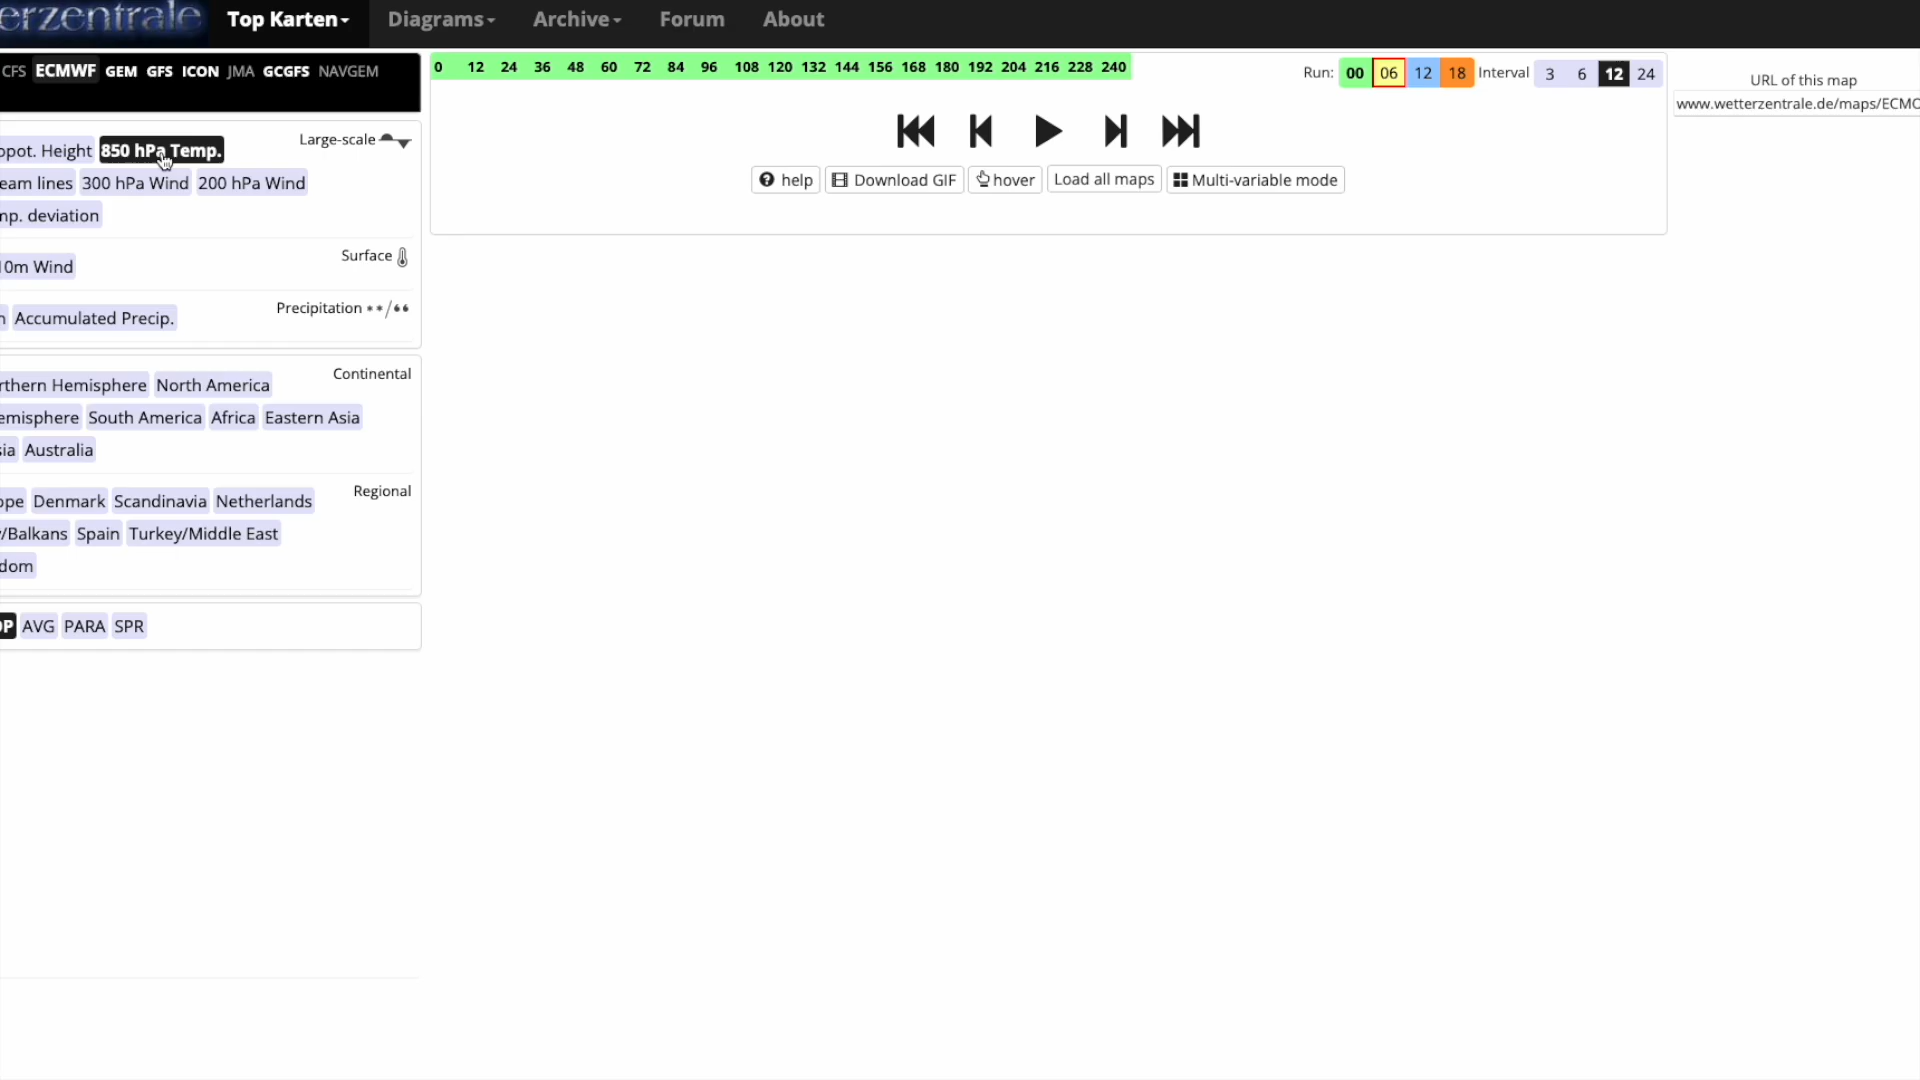 erzentrale Top Karten Diagrams Archive Forum About
CFS ECMWF GEM GFS ICON JMA GCGFS NAVGEM
opot. Height 850 hPa Temp. Large-scale
eam lines 300 hPa Wind 200 hPa Wind
mp. deviation
10m Wind Surface
n Accumulated Precip. Precipitation **/
Continental
rthern Hemisphere North America
emisphere South America Africa Eastern Asia
sia Australia
Regional
ope Denmark Scandinavia Netherlands
y/Balkans Spain Turkey/Middle East
dom
OP AVG PARA SPR
0 12 24 36 48 60 72 84 96 108 120 132 144 156 168 180 192 204 216 228 240
Run: 00 06 12 18 Interval 3 6 12 24
help Download GIF hover Load all maps Multi-variable mode
URL of this map
www.wetterzentrale.de/maps/ECMO